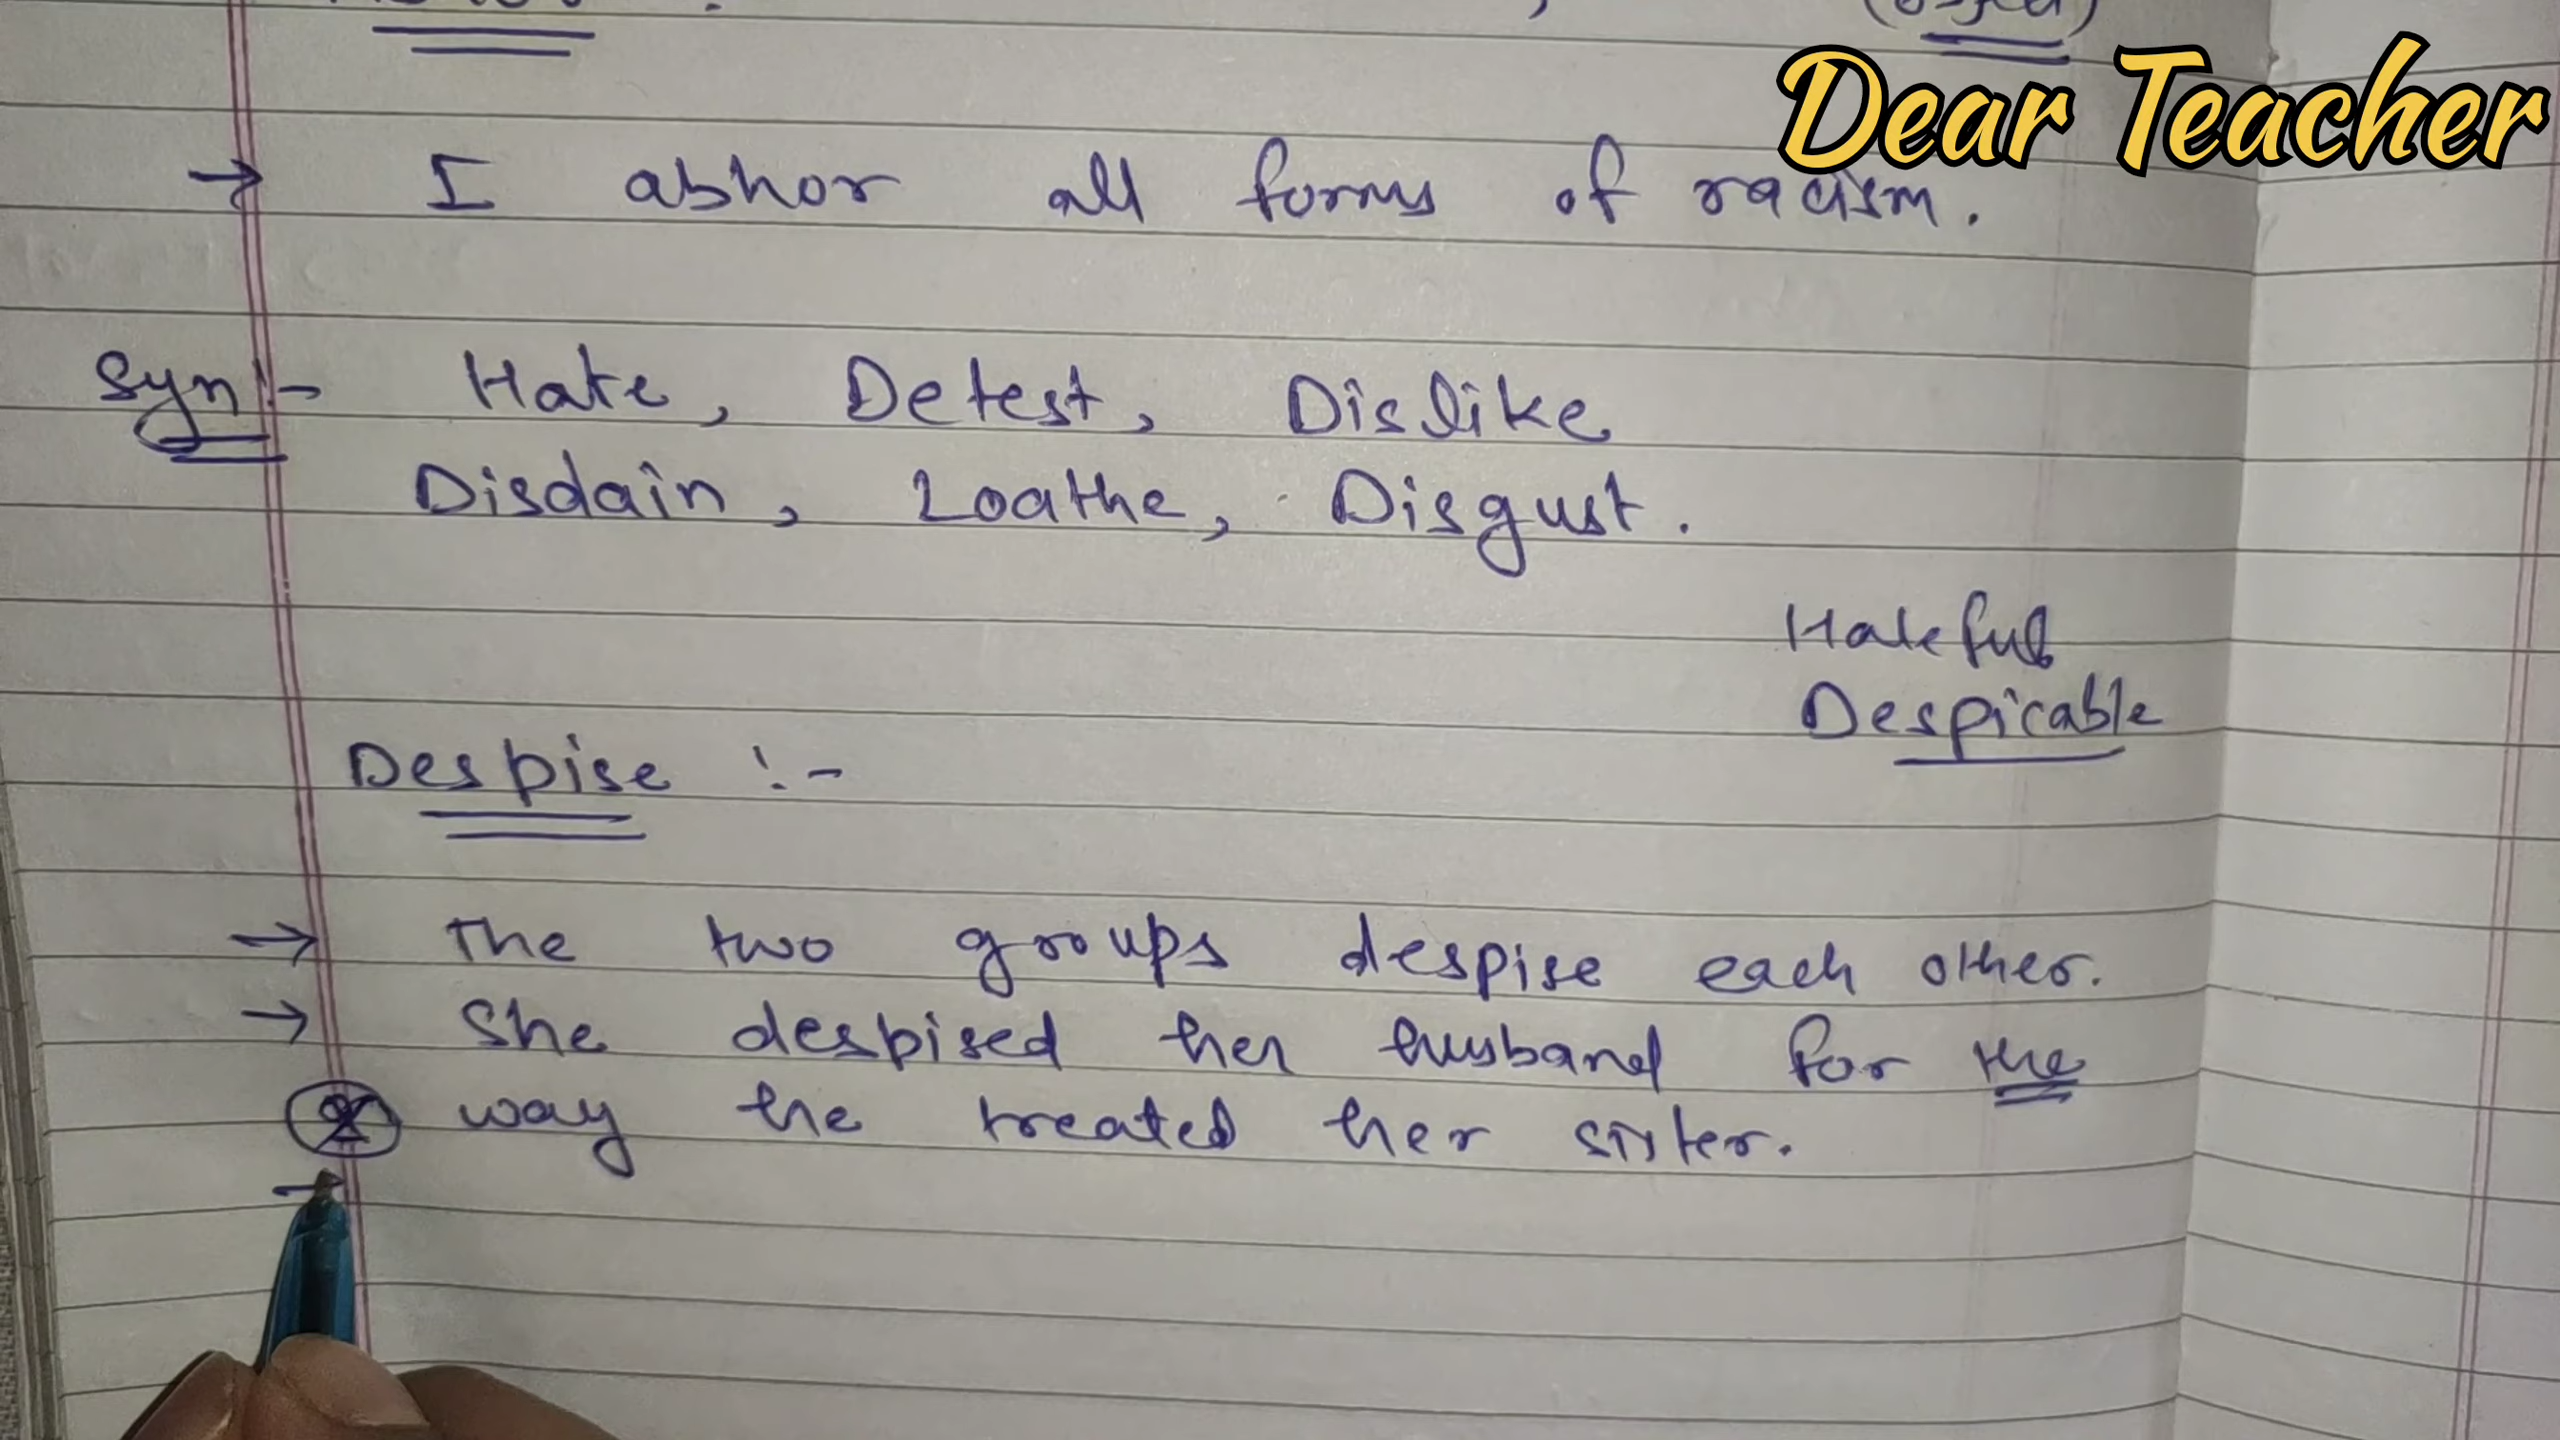 Dear Teacher
→ I abhor all forms of racism.
Syn:- Hate, Detest, Dislike
Disdain, Loathe, Disgust.
Hateful
Despicable
Despise :-
→ The two groups despise each other.
→ She despised her husband for the
way he treated her sister.